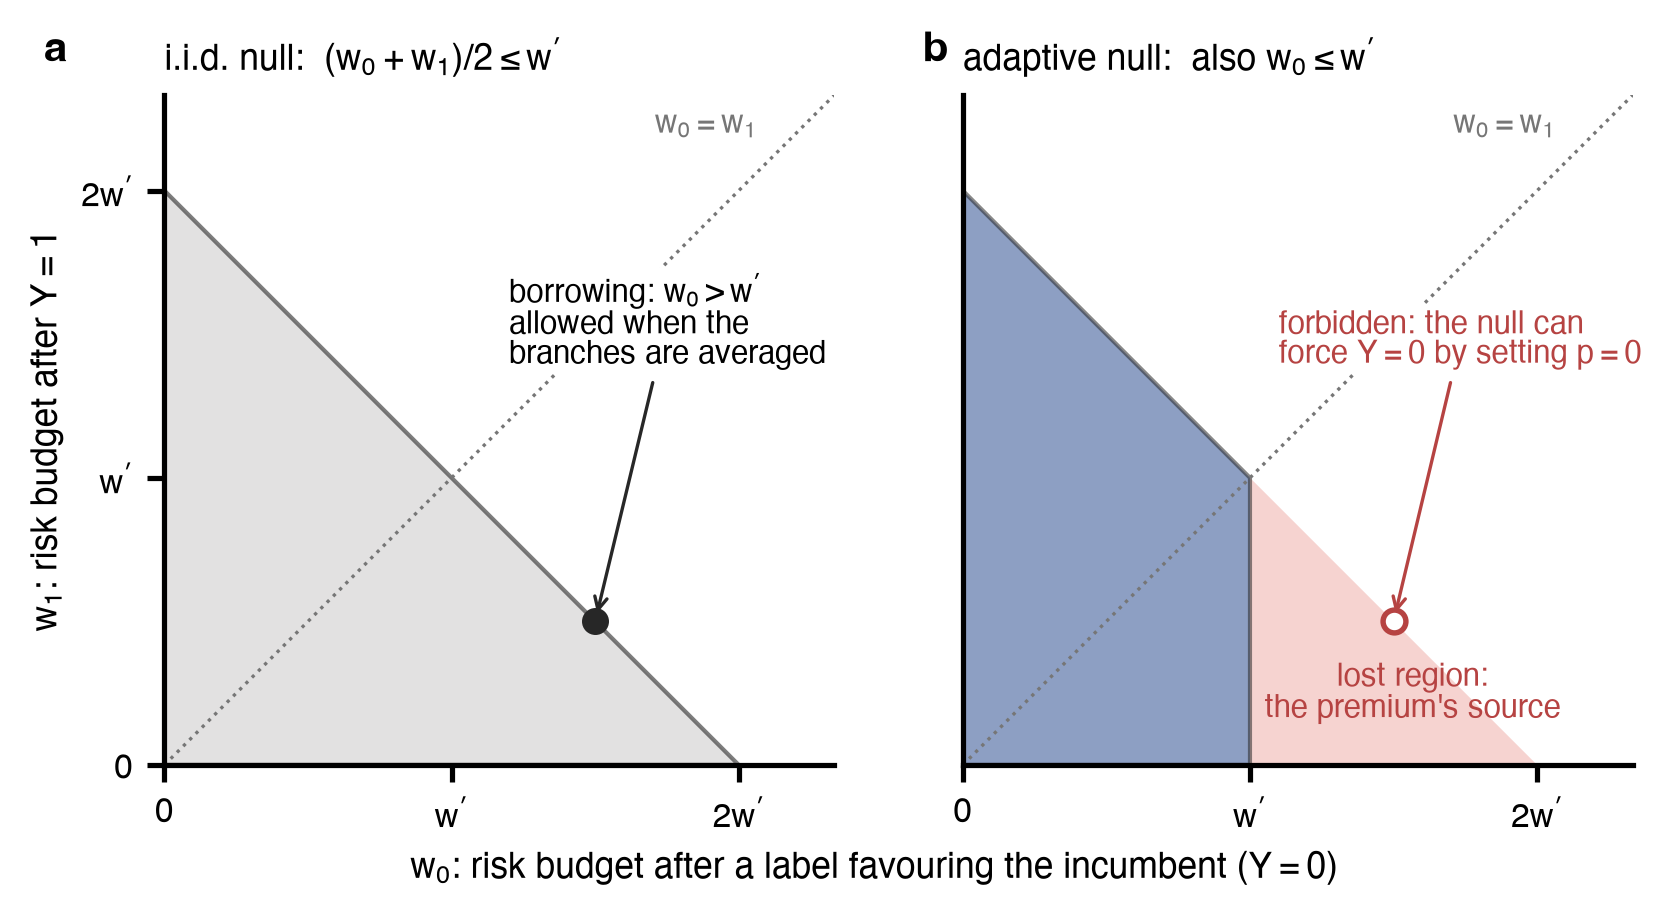 a
i.i.d. null: (w₀ + w₁)/2 ≤ w′
w₀ = w₁
2w′
borrowing: w₀ > w′
allowed when the
branches are averaged
w′
0
0
w′
2w′
w₁: risk budget after Y = 1
b
adaptive null: also w₀ ≤ w′
w₀ = w₁
forbidden: the null can
force Y = 0 by setting p = 0
lost region:
the premium's source
0
w′
2w′
w₀: risk budget after a label favouring the incumbent (Y = 0)